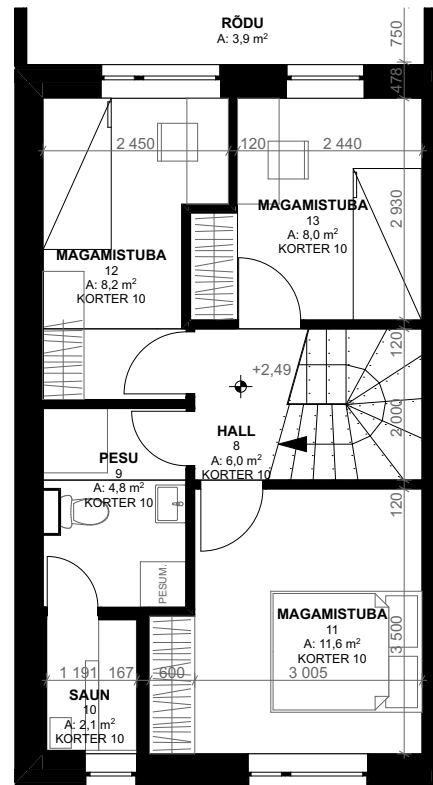 RÕDU
A: 3,9 m²
750
478
2 450
120
2 440
MAGAMISTUBA
13
A: 8,0 m²
KORTER 10
2 930
MAGAMISTUBA
12
A: 8,2 m²
KORTER 10
120
+2,49
2 000
HALL
8
A: 6,0 m²
KORTER 10
PESU
9
A: 4,8 m²
KORTER 10
120
PESUM.
MAGAMISTUBA
11
A: 11,6 m²
KORTER 10
3 500
1 191
167
600
3 005
SAUN
10
A: 2,1 m²
KORTER 10